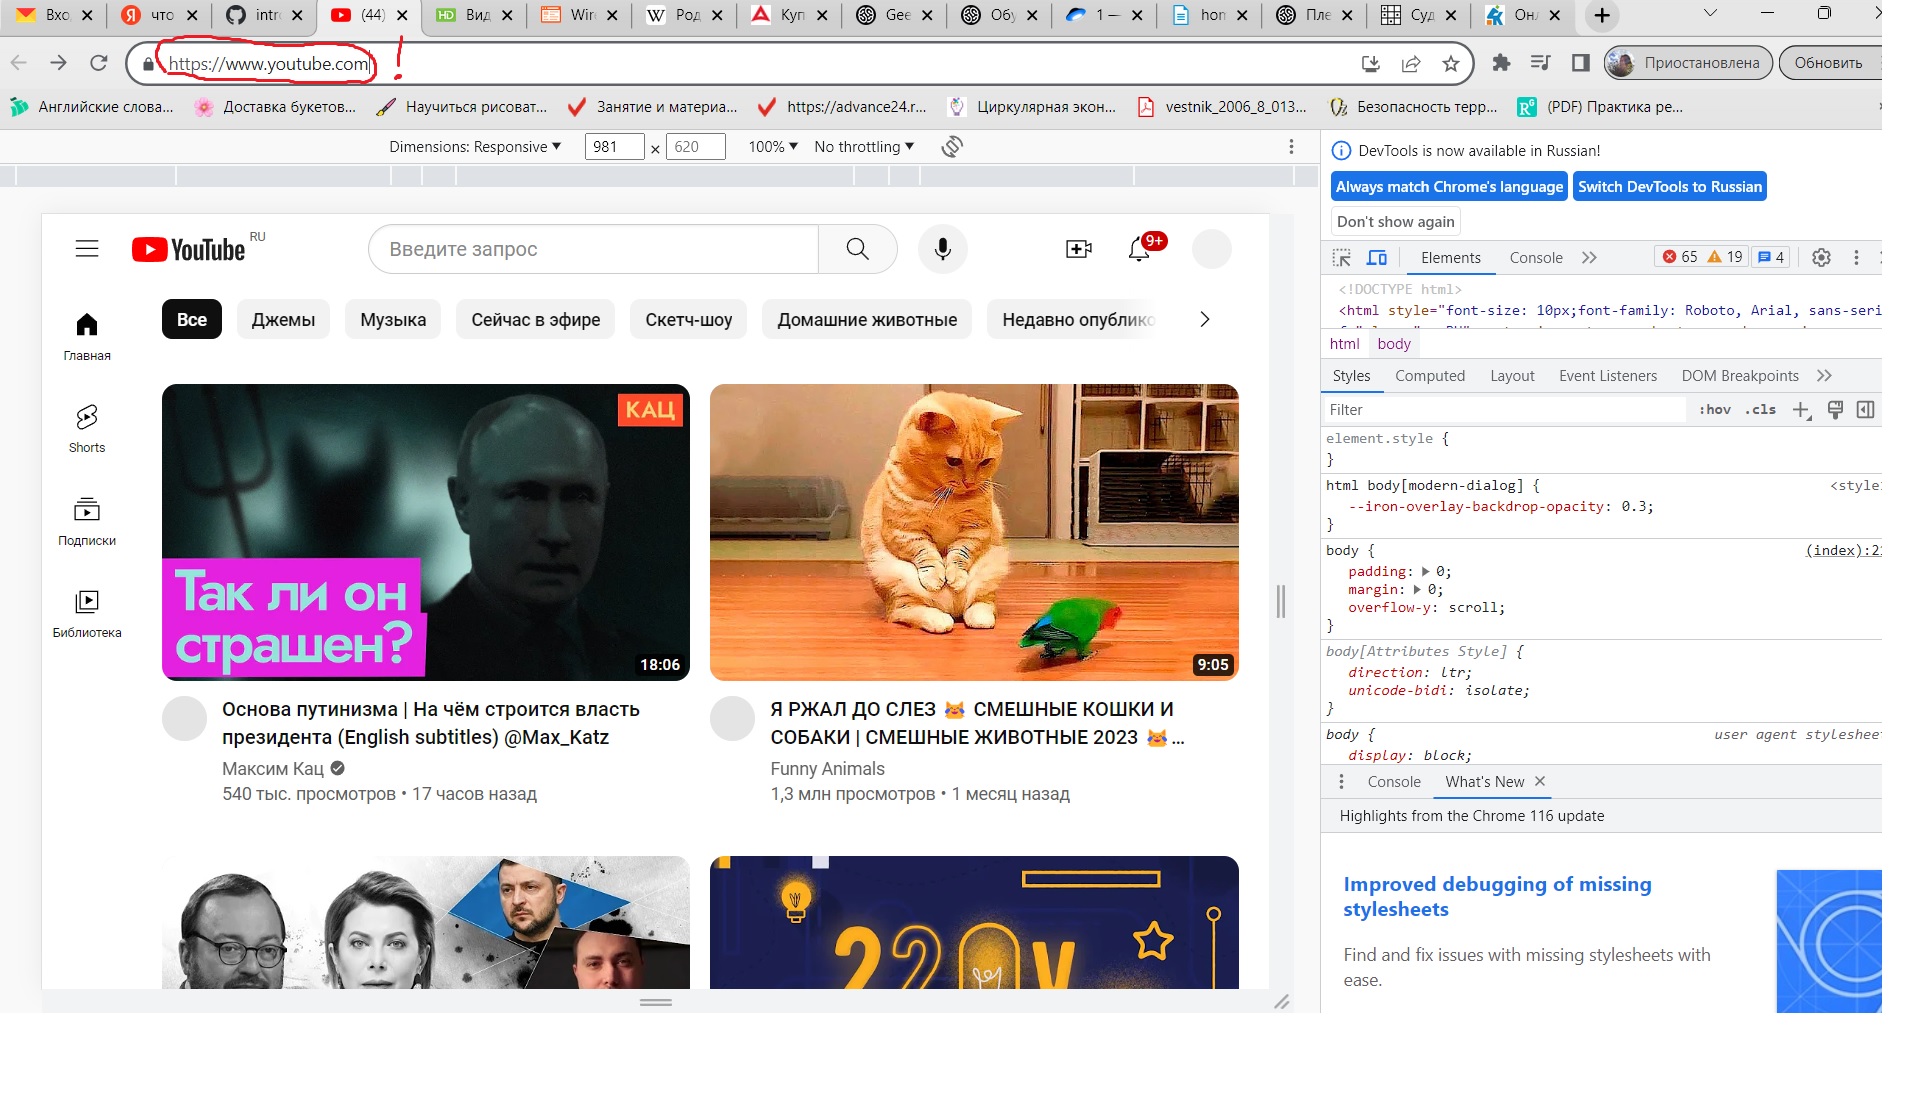 Вхо
что
intro
(44)
Вид
Wire
Род
Куп
Gee
Обу
1 —
hom
Пле
Суд
Онл
https://www.youtube.com
!
Приостановлена
Обновить
Английские слова...
Доставка букетов...
Научиться рисоват...
Занятие и материа...
https://advance24.r...
Циркулярная экон...
vestnik_2006_8_013...
Безопасность терр...
(PDF) Практика ре...
Dimensions: Responsive
981
×
620
100%
No throttling
DevTools is now available in Russian!
Always match Chrome's language
Switch DevTools to Russian
Don't show again
YouTube RU
Введите запрос
9+
Elements
Console
65
19
4
<!DOCTYPE html>
<html style="font-size: 10px;font-family: Roboto, Arial, sans-seri
html
body
Главная
Shorts
Подписки
Библиотека
Все
Джемы
Музыка
Сейчас в эфире
Скетч-шоу
Домашние животные
Недавно опублико
КАЦ
Так ли он
страшен?
18:06
9:05
Основа путинизма | На чём строится власть
президента (English subtitles) @Max_Katz
Максим Кац
540 тыс. просмотров • 17 часов назад
Я РЖАЛ ДО СЛЕЗ 😹 СМЕШНЫЕ КОШКИ И
СОБАКИ | СМЕШНЫЕ ЖИВОТНЫЕ 2023 😹...
Funny Animals
1,3 млн просмотров • 1 месяц назад
220V
Styles
Computed
Layout
Event Listeners
DOM Breakpoints
Filter
:hov
.cls
element.style {
}
html body[modern-dialog] {
<style>
--iron-overlay-backdrop-opacity: 0.3;
}
body {
(index):2
padding: 0;
margin: 0;
overflow-y: scroll;
}
body[Attributes Style] {
direction: ltr;
unicode-bidi: isolate;
}
body {
user agent stylesheet
display: block;
Console
What's New
Highlights from the Chrome 116 update
Improved debugging of missing
stylesheets
Find and fix issues with missing stylesheets with
ease.